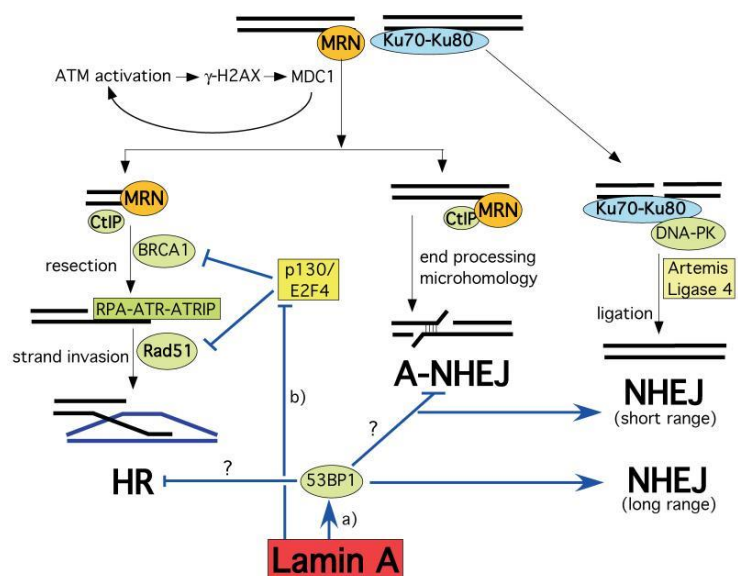 MRN
Ku70-Ku80
ATM activation
γ-H2AX
MDC1
MRN
CtIP
BRCA1
resection
RPA-ATR-ATRIP
strand invasion
Rad51
HR
p130/
E2F4
b)
CtIP
MRN
end processing
microhomology
A-NHEJ
Ku70-Ku80
DNA-PK
Artemis
Ligase 4
ligation
NHEJ
(short range)
?
?
53BP1
NHEJ
(long range)
a)
Lamin A